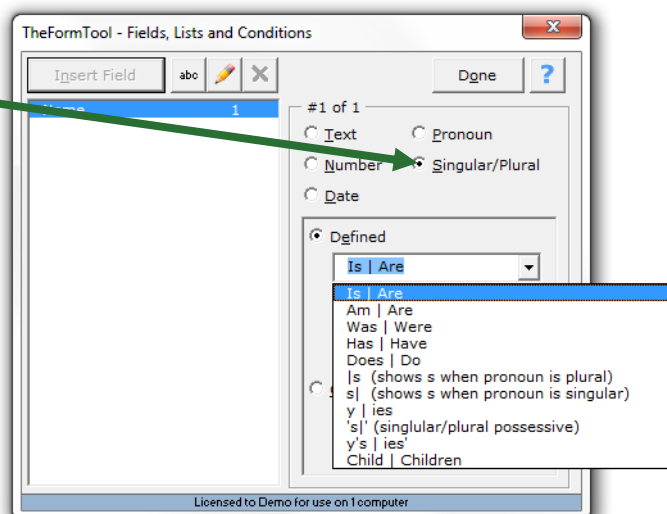 TheFormTool - Fields, Lists and Conditions
Insert Field abc Done ?
Name 1
#1 of 1
Text Pronoun
Number Singular/Plural
Date
Defined
Is | Are
Is | Are
Am | Are
Was | Were
Has | Have
Does | Do
|s (shows s when pronoun is plural)
s| (shows s when pronoun is singular)
y | ies
's|' (singlular/plural possessive)
y's | ies'
Child | Children
Licensed to Demo for use on 1 computer